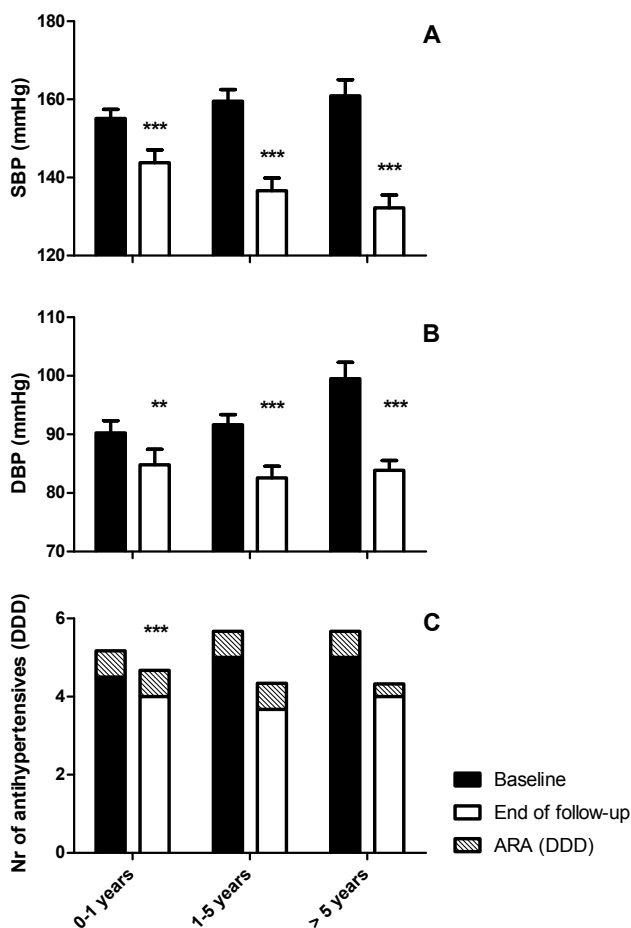 A
SBP (mmHg)
180
160
140
120
***
***
***
B
DBP (mmHg)
110
100
90
80
70
**
***
***
C
Nr of antihypertensives (DDD)
6
4
2
0
***
0-1 years
1-5 years
> 5 years
Baseline
End of follow-up
ARA (DDD)